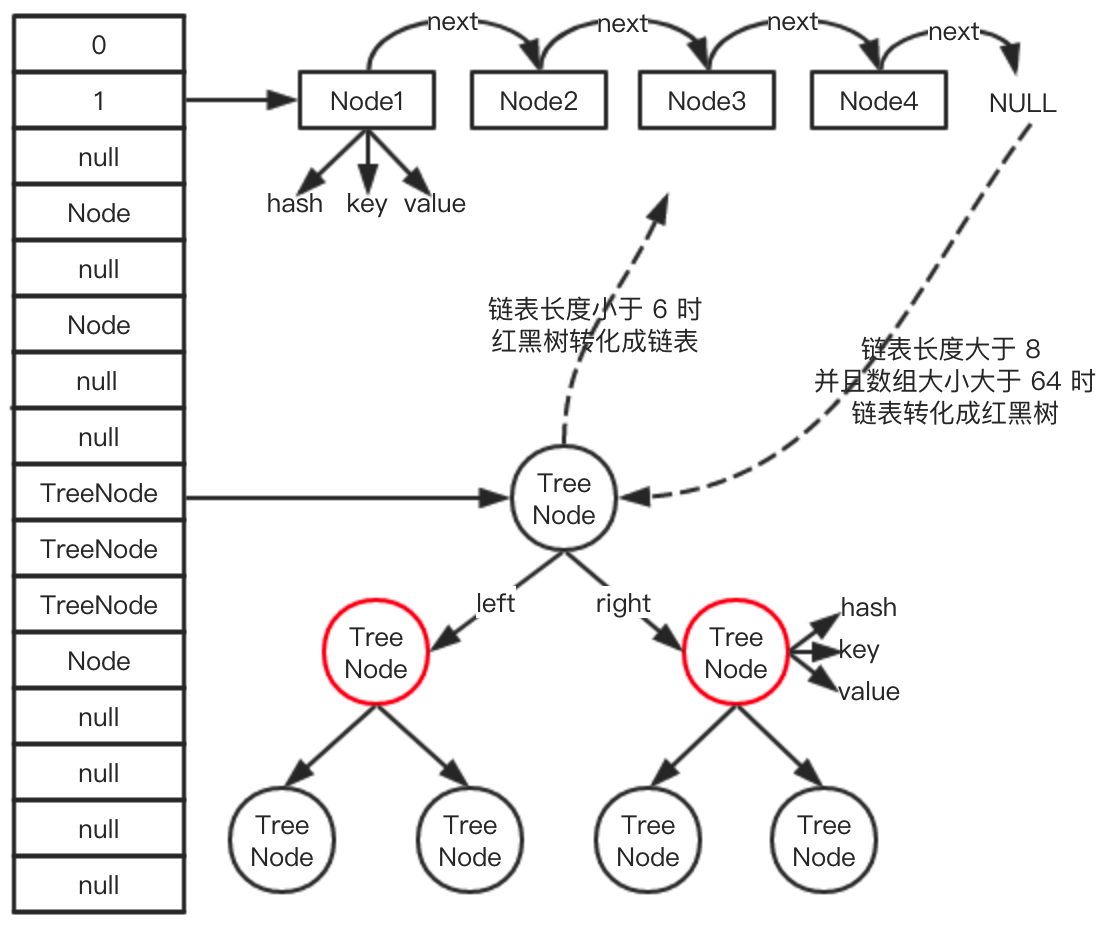 0
1
null
Node
null
Node
null
null
TreeNode
TreeNode
TreeNode
Node
null
null
null
null
next
next
next
next
Node1
Node2
Node3
Node4
NULL
hash
key
value
链表长度小于 6 时
红黑树转化成链表
链表长度大于 8
并且数组大小大于 64 时
链表转化成红黑树
Tree
Node
left
right
Tree
Node
Tree
Node
hash
key
value
Tree
Node
Tree
Node
Tree
Node
Tree
Node